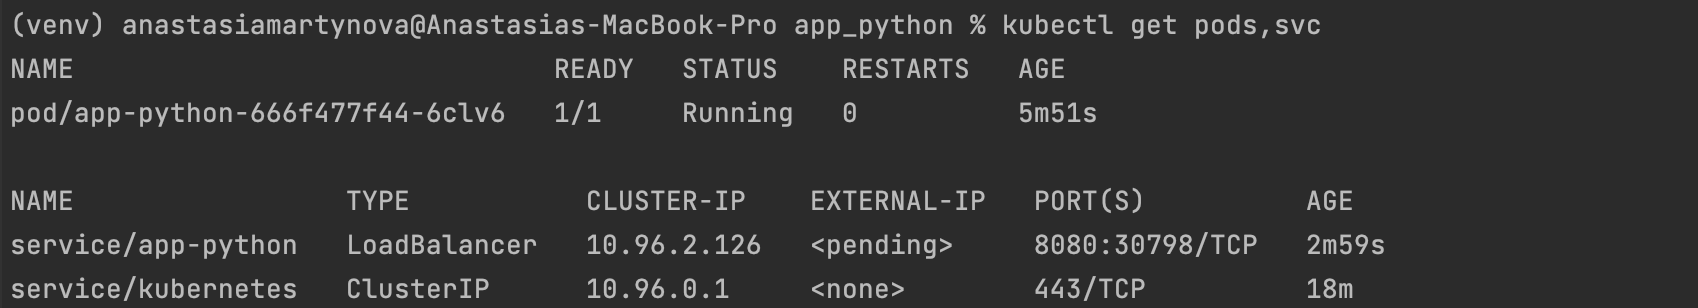 (venv) anastasiamartynova@Anastasias-MacBook-Pro app_python % kubectl get pods,svc
NAME                                  READY   STATUS    RESTARTS   AGE
pod/app-python-666f477f44-6clv6   1/1     Running   0          5m51s

NAME                 TYPE           CLUSTER-IP    EXTERNAL-IP   PORT(S)          AGE
service/app-python   LoadBalancer   10.96.2.126   <pending>     8080:30798/TCP   2m59s
service/kubernetes   ClusterIP      10.96.0.1     <none>        443/TCP          18m